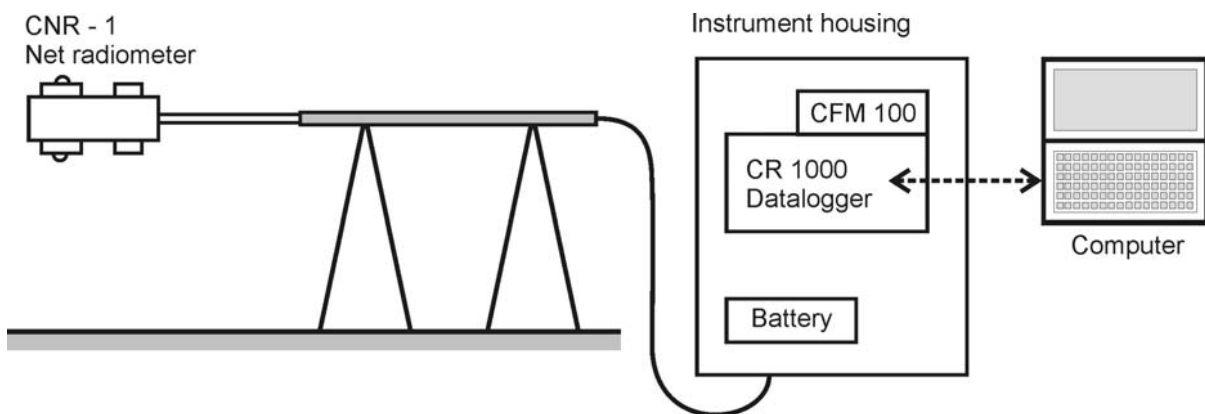 CNR - 1
Net radiometer
Instrument housing
CFM 100
CR 1000
Datalogger
Battery
Computer